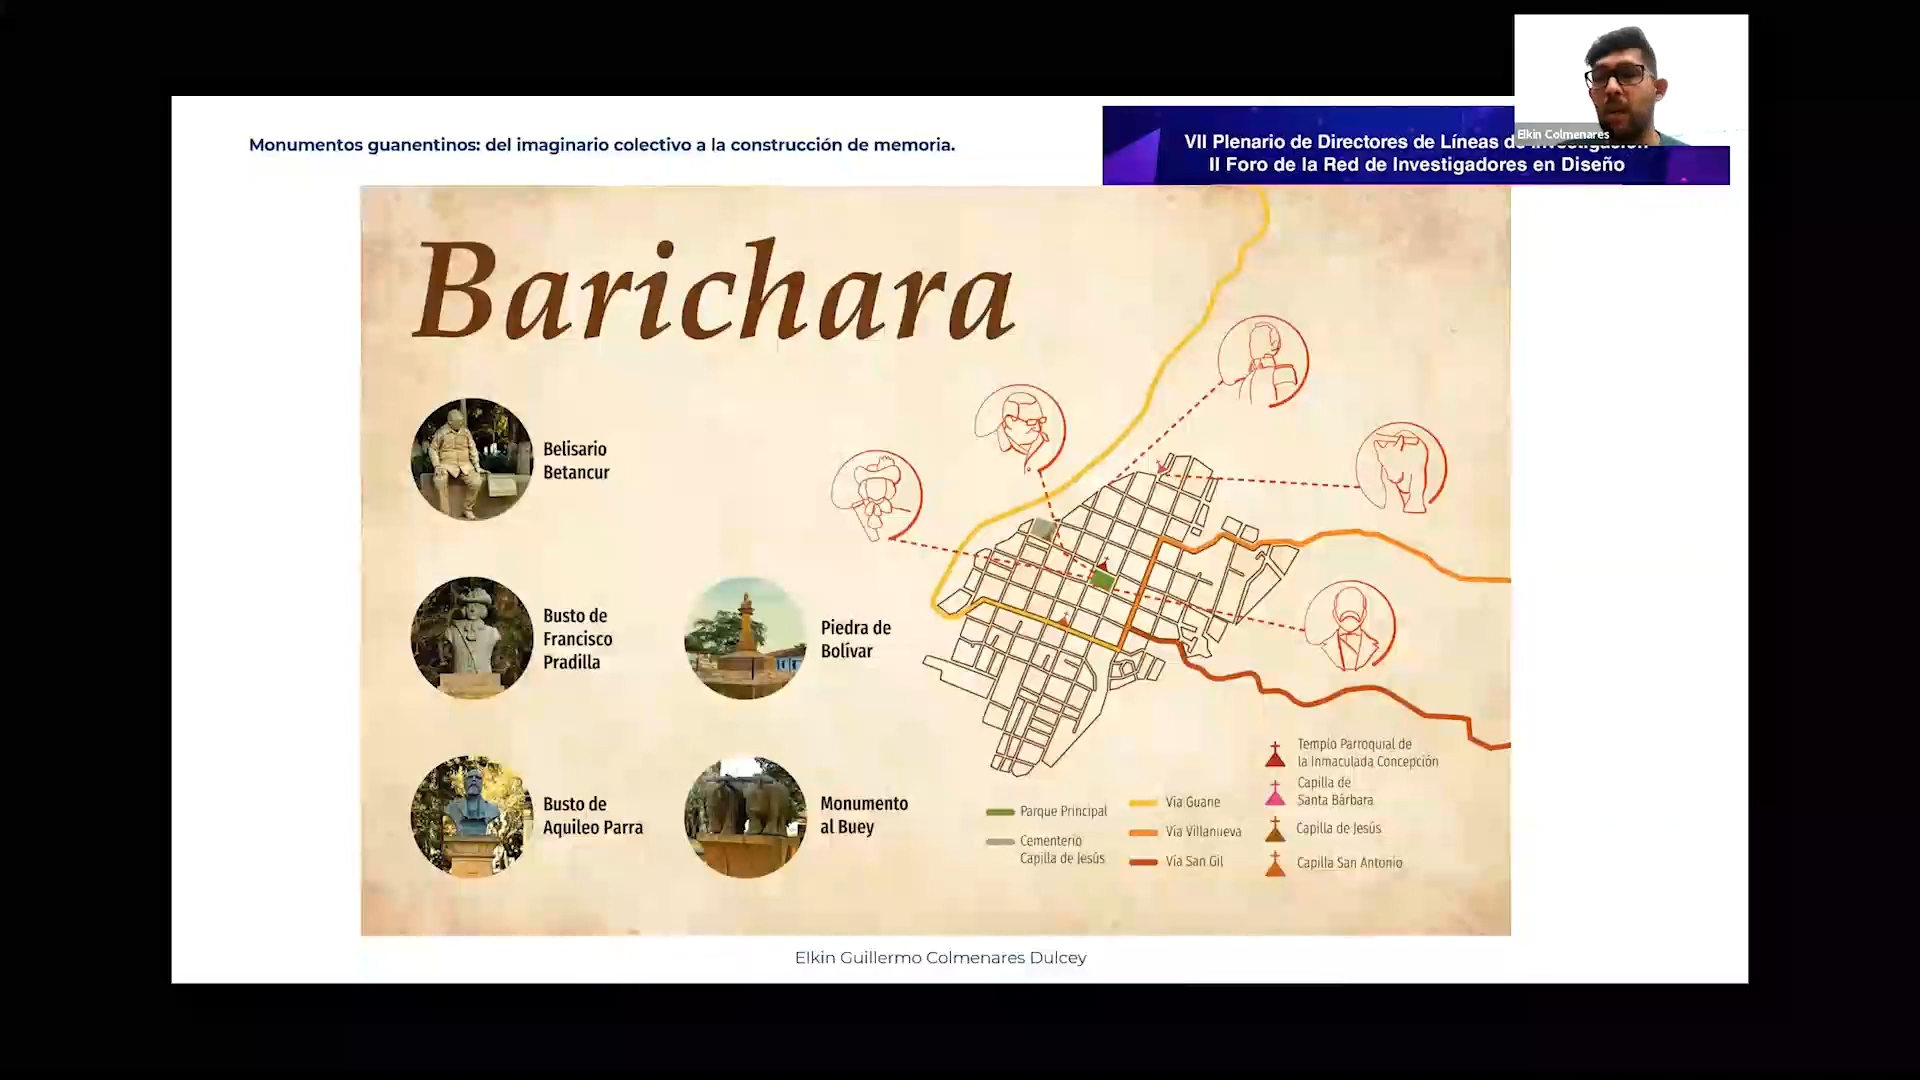 Monumentos guanentinos: del imaginario colectivo a la construcción de memoria.
VII Plenario de Directores de Líneas de
II Foro de la Red de Investigadores en Diseño
Elkin Colmenares
Barichara
Belisario
Betancur
Busto de
Francisco
Pradilla
Piedra de
Bolívar
Busto de
Aquileo Parra
Monumento
al Buey
Parque Principal
Cementerio
Capilla de Jesús
Vía Guane
Vía Villanueva
Vía San Gil
Templo Parroquial de
la Inmaculada Concepción
Capilla de
Santa Bárbara
Capilla de Jesús
Capilla San Antonio
Elkin Guillermo Colmenares Dulcey